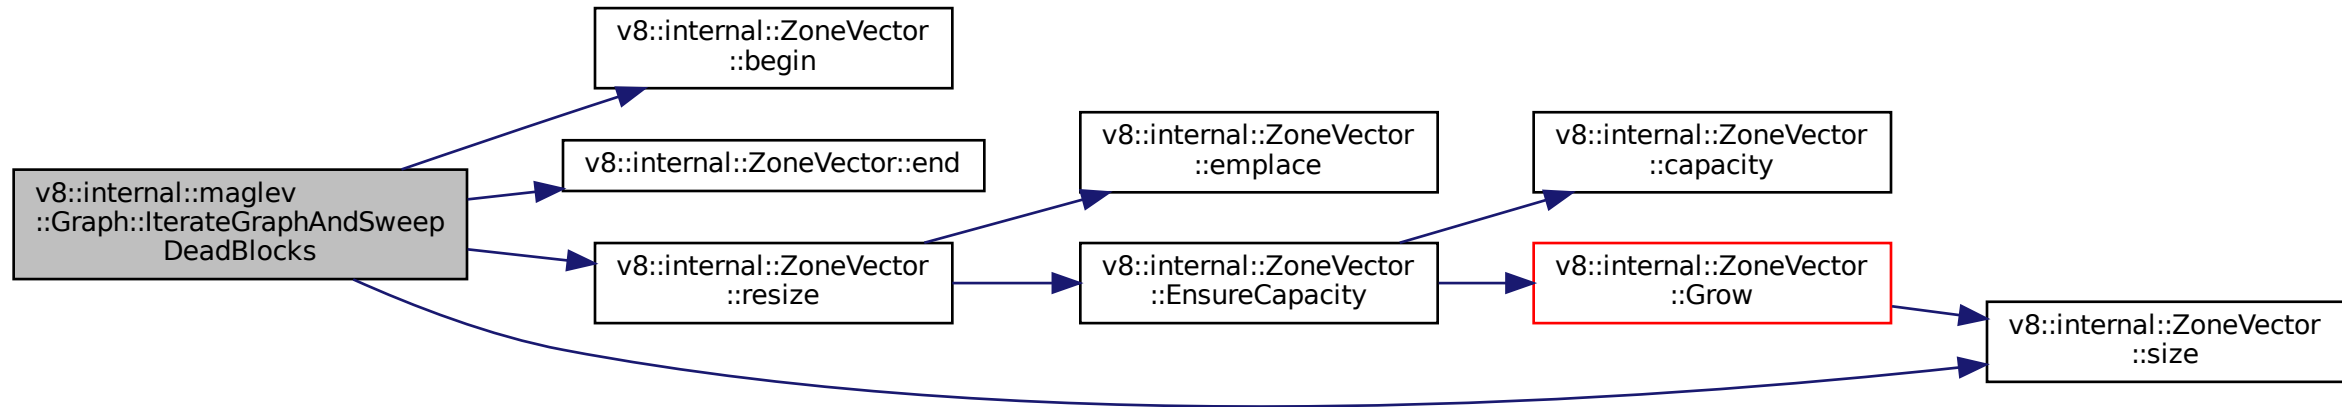 v8::internal::maglev
::Graph::IterateGraphAndSweep
DeadBlocks
v8::internal::ZoneVector
::begin
v8::internal::ZoneVector::end
v8::internal::ZoneVector
::resize
v8::internal::ZoneVector
::emplace
v8::internal::ZoneVector
::EnsureCapacity
v8::internal::ZoneVector
::capacity
v8::internal::ZoneVector
::Grow
v8::internal::ZoneVector
::size